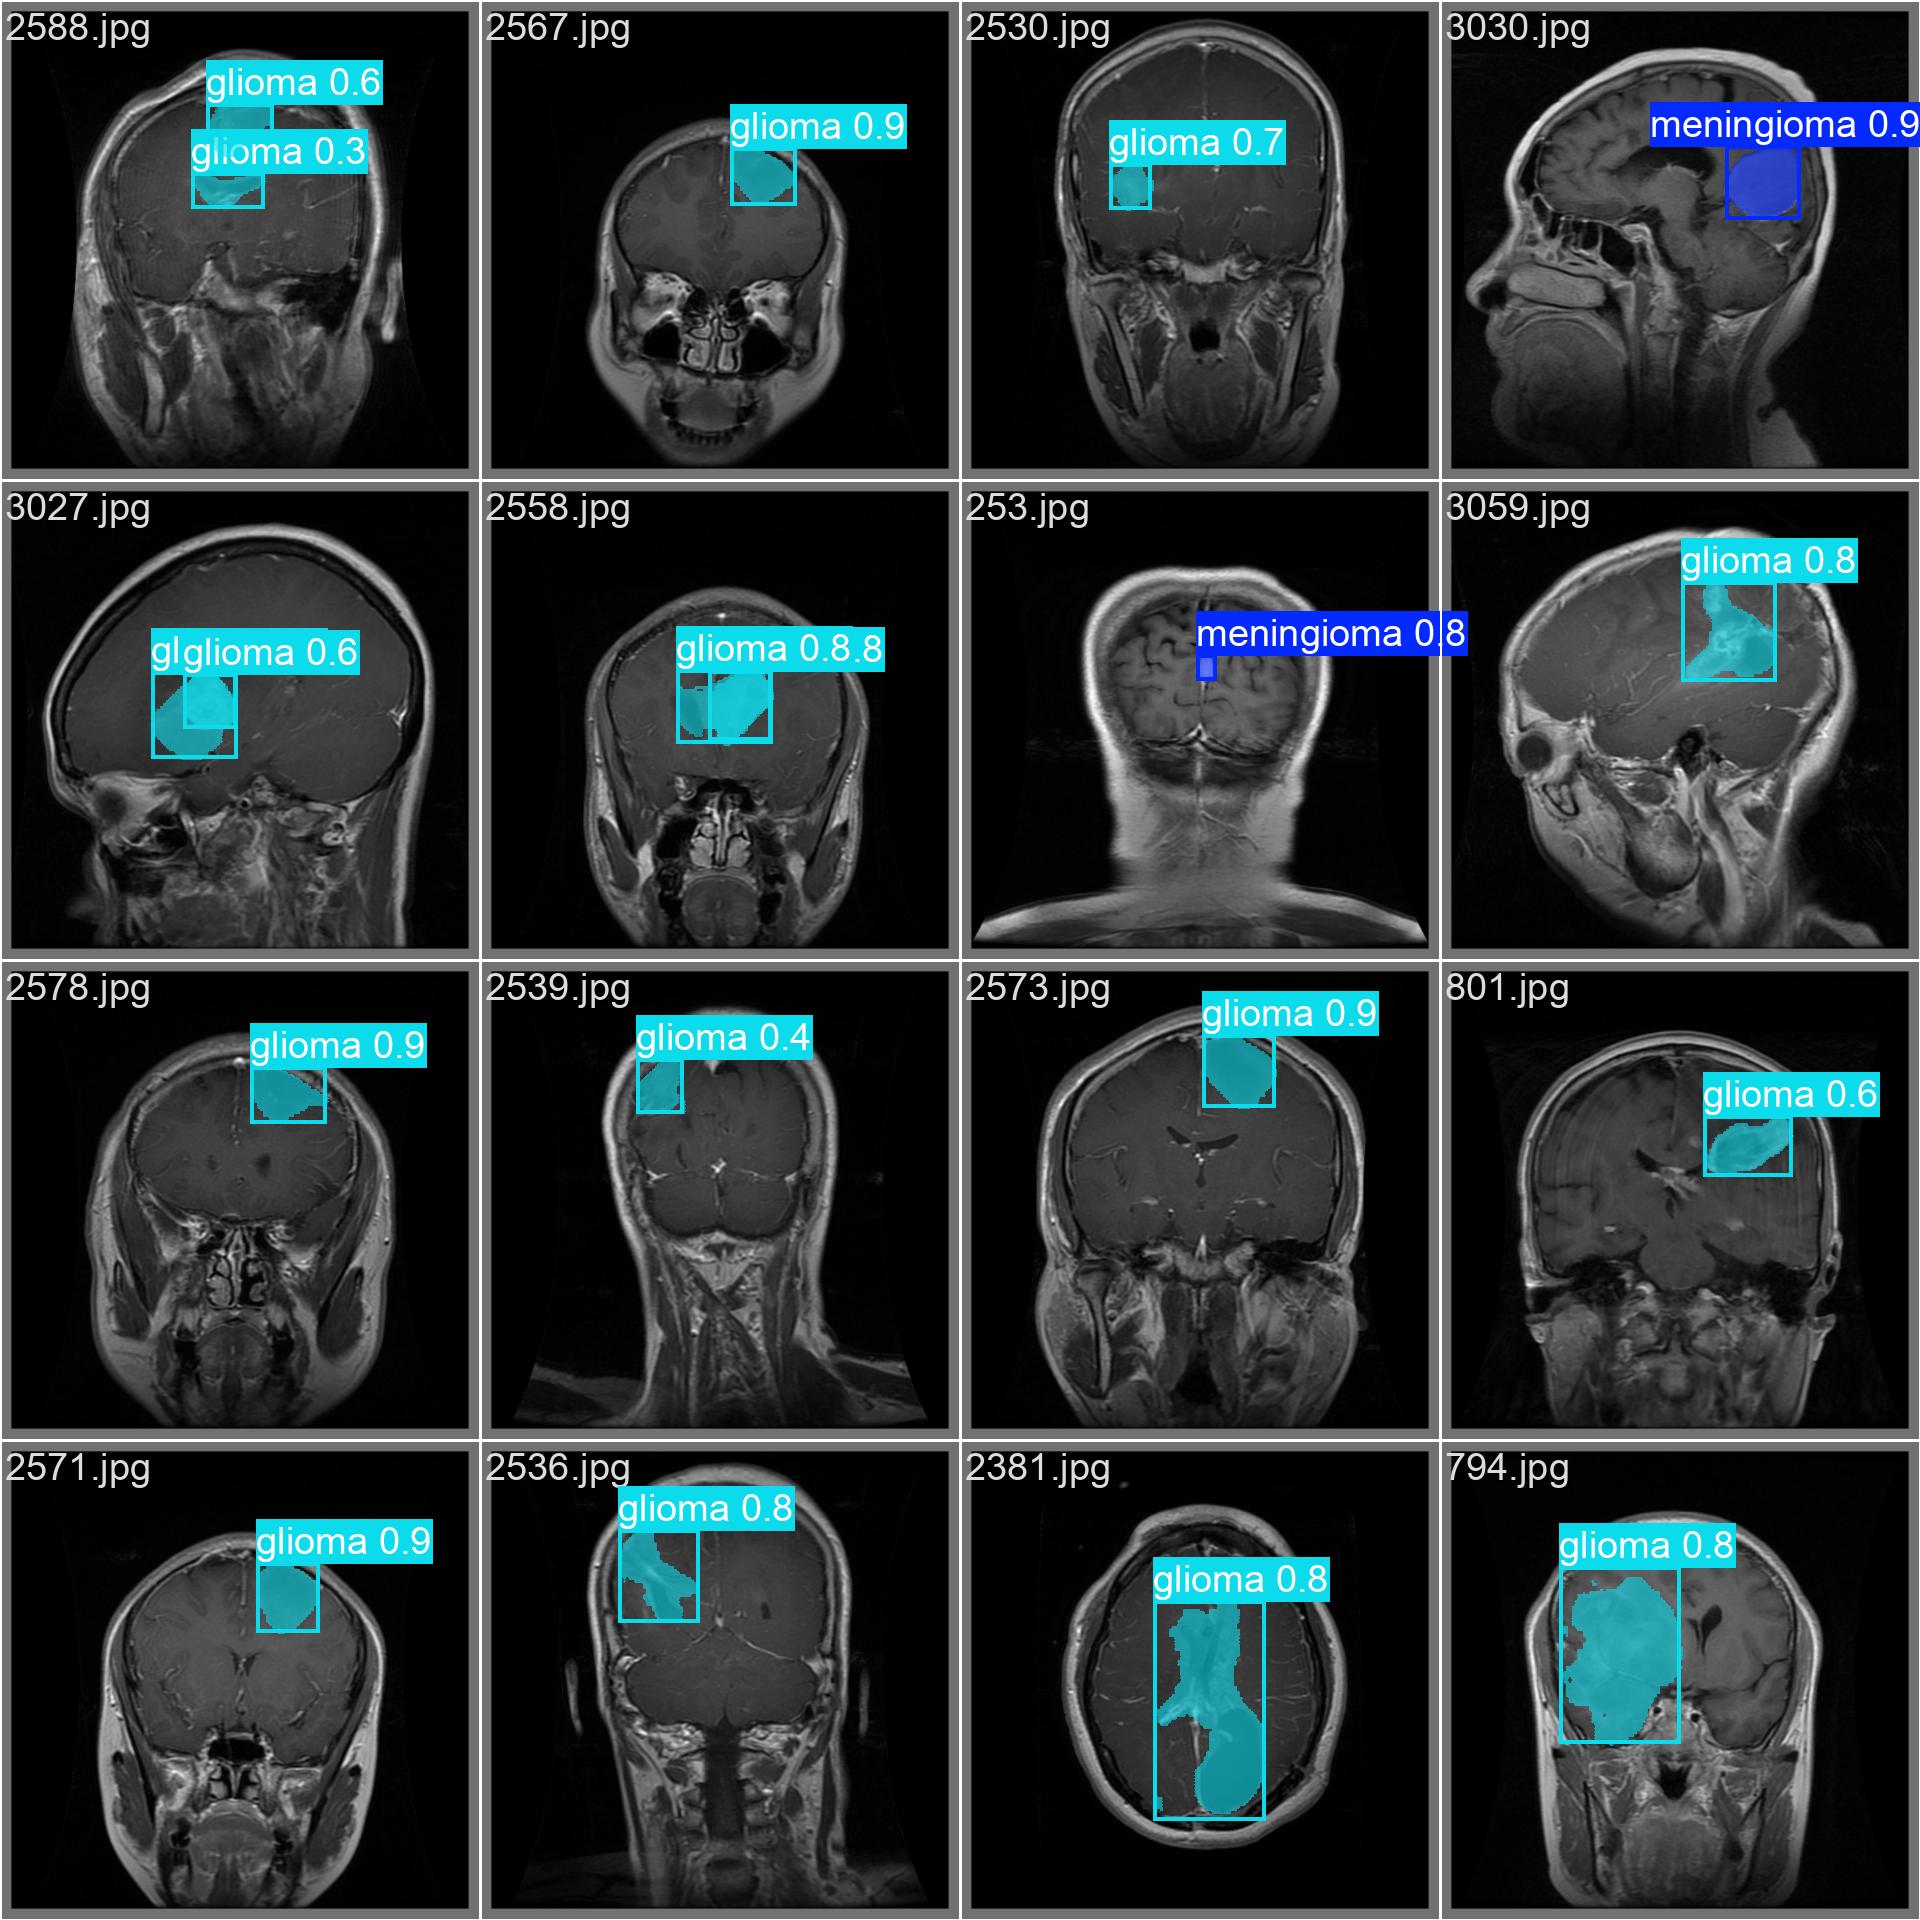 2588.jpg
glioma 0.6
glioma 0.3
2567.jpg
glioma 0.9
2530.jpg
glioma 0.7
3030.jpg
meningioma 0.9
3027.jpg
gl
glioma 0.6
2558.jpg
glioma 0.8
.8
253.jpg
meningioma 0.8
3059.jpg
glioma 0.8
2578.jpg
glioma 0.9
2539.jpg
glioma 0.4
2573.jpg
glioma 0.9
801.jpg
glioma 0.6
2571.jpg
glioma 0.9
2536.jpg
glioma 0.8
2381.jpg
glioma 0.8
794.jpg
glioma 0.8